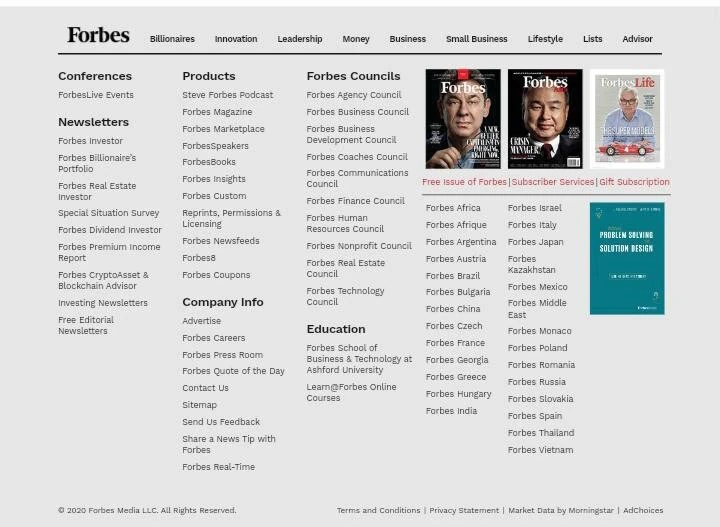 Forbes
Billionaires
Innovation
Leadership
Money
Business
Small Business
Lifestyle
Lists
Advisor
Conferences
ForbesLive Events
Newsletters
Forbes Investor
Forbes Billionaire's
Portfolio
Forbes Real Estate
Investor
Special Situation Survey
Forbes Dividend Investor
Forbes Premium Income
Report
Forbes CryptoAsset &
Blockchain Advisor
Investing Newsletters
Free Editorial
Newsletters
Products
Steve Forbes Podcast
Forbes Magazine
Forbes Marketplace
ForbesSpeakers
ForbesBooks
Forbes Insights
Forbes Custom
Reprints, Permissions &
Licensing
Forbes Newsfeeds
Forbes8
Forbes Coupons
Company Info
Advertise
Forbes Careers
Forbes Press Room
Forbes Quote of the Day
Contact Us
Sitemap
Send Us Feedback
Share a News Tip with
Forbes
Forbes Real-Time
Forbes Councils
Forbes Agency Council
Forbes Business Council
Forbes Business
Development Council
Forbes Coaches Council
Forbes Communications
Council
Forbes Finance Council
Forbes Human
Resources Council
Forbes Nonprofit Council
Forbes Real Estate
Council
Forbes Technology
Council
Education
Forbes School of
Business & Technology at
Ashford University
Learn@Forbes Online
Courses
Forbes
A NEW,
BETTER
CAPITALISM IS
EMERGING,
RIGHT NOW.
Forbes
CRISIS
MANAGER
ForbesLife
THE SUPER MODELS
Free Issue of Forbes | Subscriber Services | Gift Subscription
Forbes Africa
Forbes Afrique
Forbes Argentina
Forbes Austria
Forbes Brazil
Forbes Bulgaria
Forbes China
Forbes Czech
Forbes France
Forbes Georgia
Forbes Greece
Forbes Hungary
Forbes India
Forbes Israel
Forbes Italy
Forbes Japan
Forbes
Kazakhstan
Forbes Mexico
Forbes Middle
East
Forbes Monaco
Forbes Poland
Forbes Romania
Forbes Russia
Forbes Slovakia
Forbes Spain
Forbes Thailand
Forbes Vietnam
PROBLEM SOLVING
SOLUTION DESIGN
© 2020 Forbes Media LLC. All Rights Reserved.
Terms and Conditions | Privacy Statement | Market Data by Morningstar | AdChoices